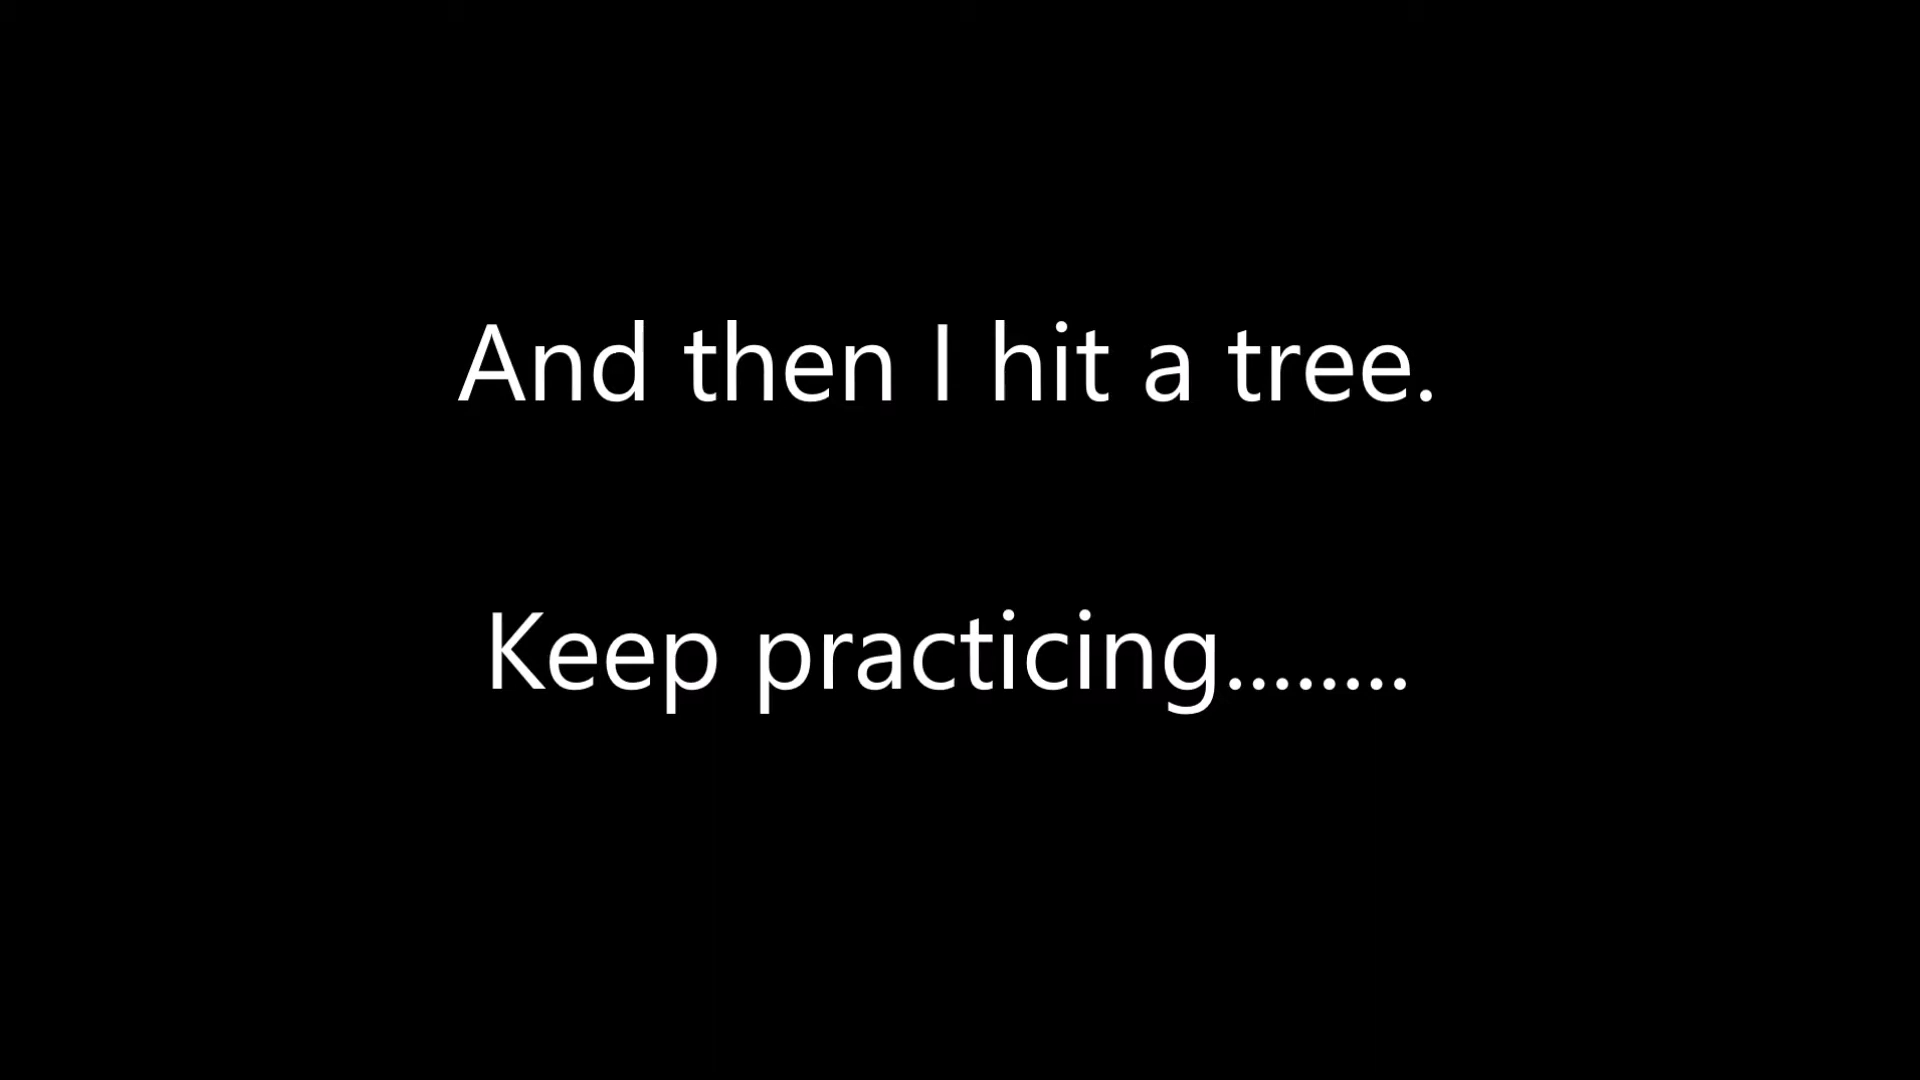 And then I hit a tree.
Keep practicing........